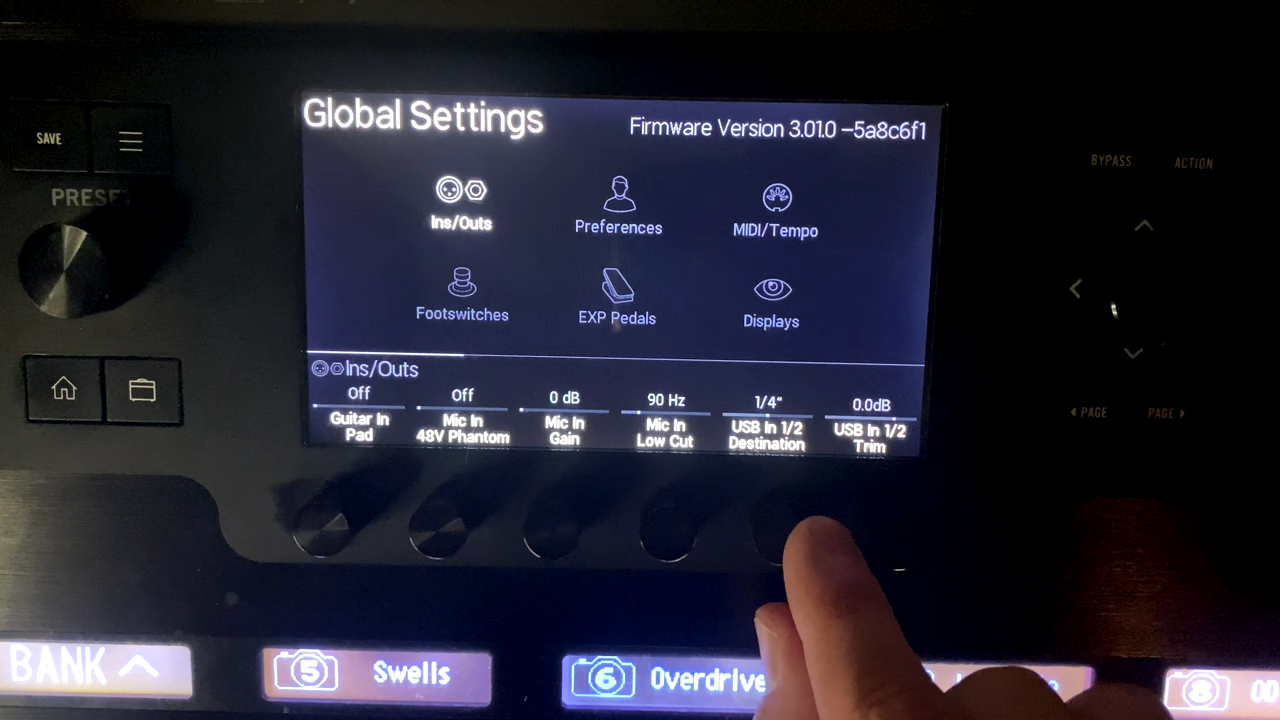 Global Settings
Firmware Version 3.01.0 –5a8c6f1
SAVE
PRESET
BYPASS
ACTION
Ins/Outs
Preferences
MIDI/Tempo
Footswitches
EXP Pedals
Displays
Ins/Outs
Off
Off
0 dB
90 Hz
1/4"
0.0dB
Guitar In
Pad
Mic In
48V Phantom
Mic In
Gain
Mic In
Low Cut
USB In 1/2
Destination
USB In 1/2
Trim
PAGE
PAGE
BANK
5 Swells
6 Overdrive
8 OD